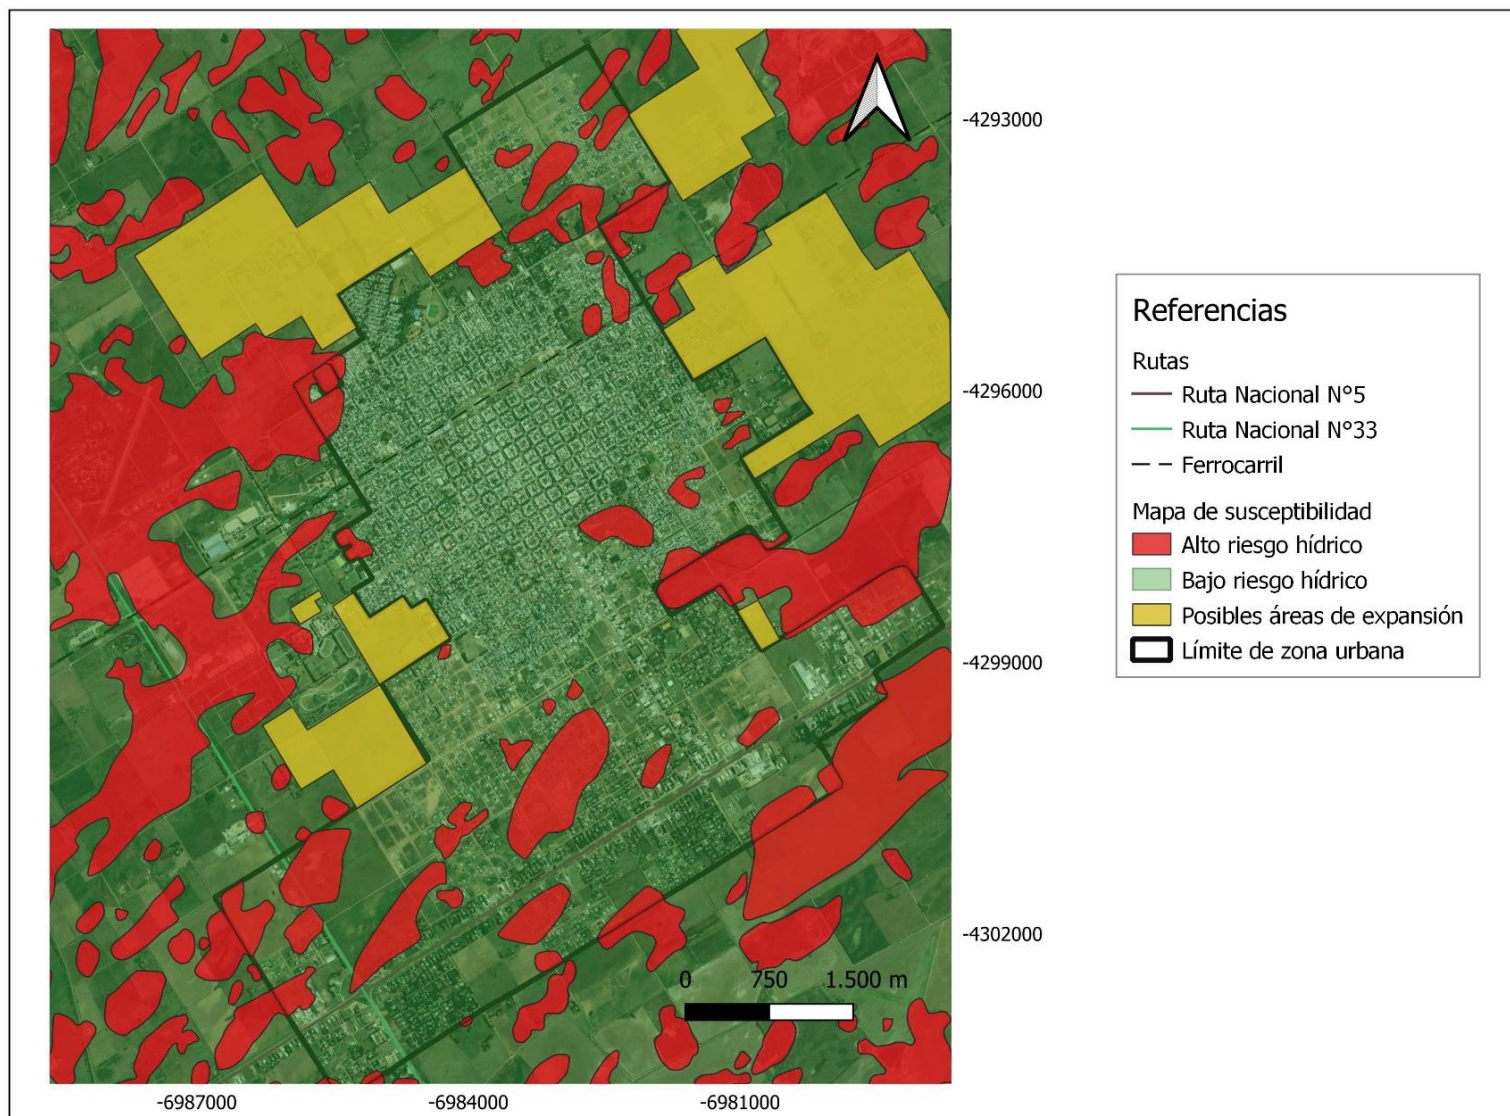 -4293000
-4296000
-4299000
-4302000
-6987000
-6984000
-6981000
0 750 1.500 m
Referencias
Rutas
Ruta Nacional N°5
Ruta Nacional N°33
Ferrocarril
Mapa de susceptibilidad
Alto riesgo hídrico
Bajo riesgo hídrico
Posibles áreas de expansión
Límite de zona urbana